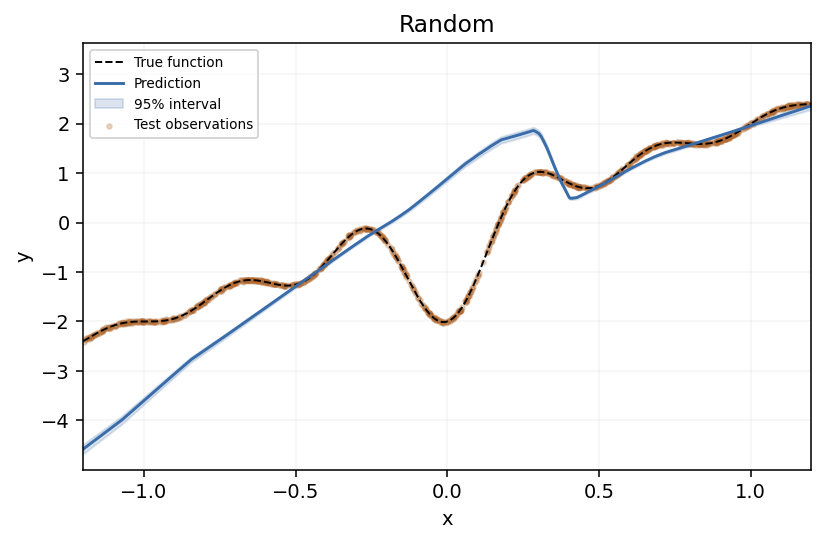 Random
True function
Prediction
95% interval
Test observations
3
2
1
0
−1
−2
−3
−4
y
−1.0 −0.5 0.0 0.5 1.0
x